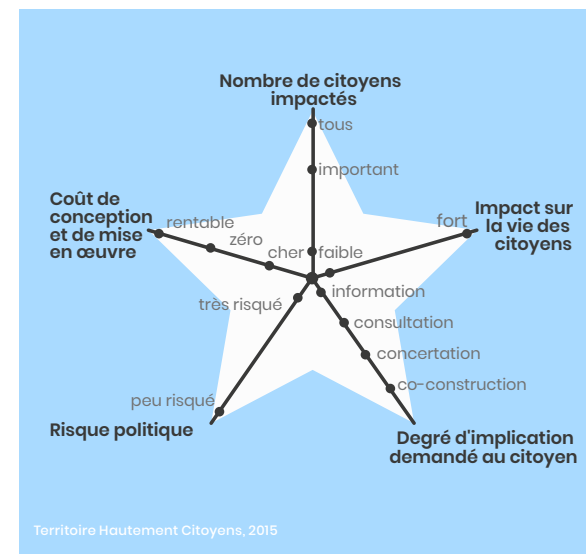 Nombre de citoyens
impactés
tous
important
faible
Impact sur
la vie des
citoyens
fort
Coût de
conception
et de mise
en œuvre
rentable
zéro
cher
information
consultation
concertation
co-construction
très risqué
peu risqué
Risque politique
Degré d'implication
demandé au citoyen
Territoire Hautement Citoyens, 2015